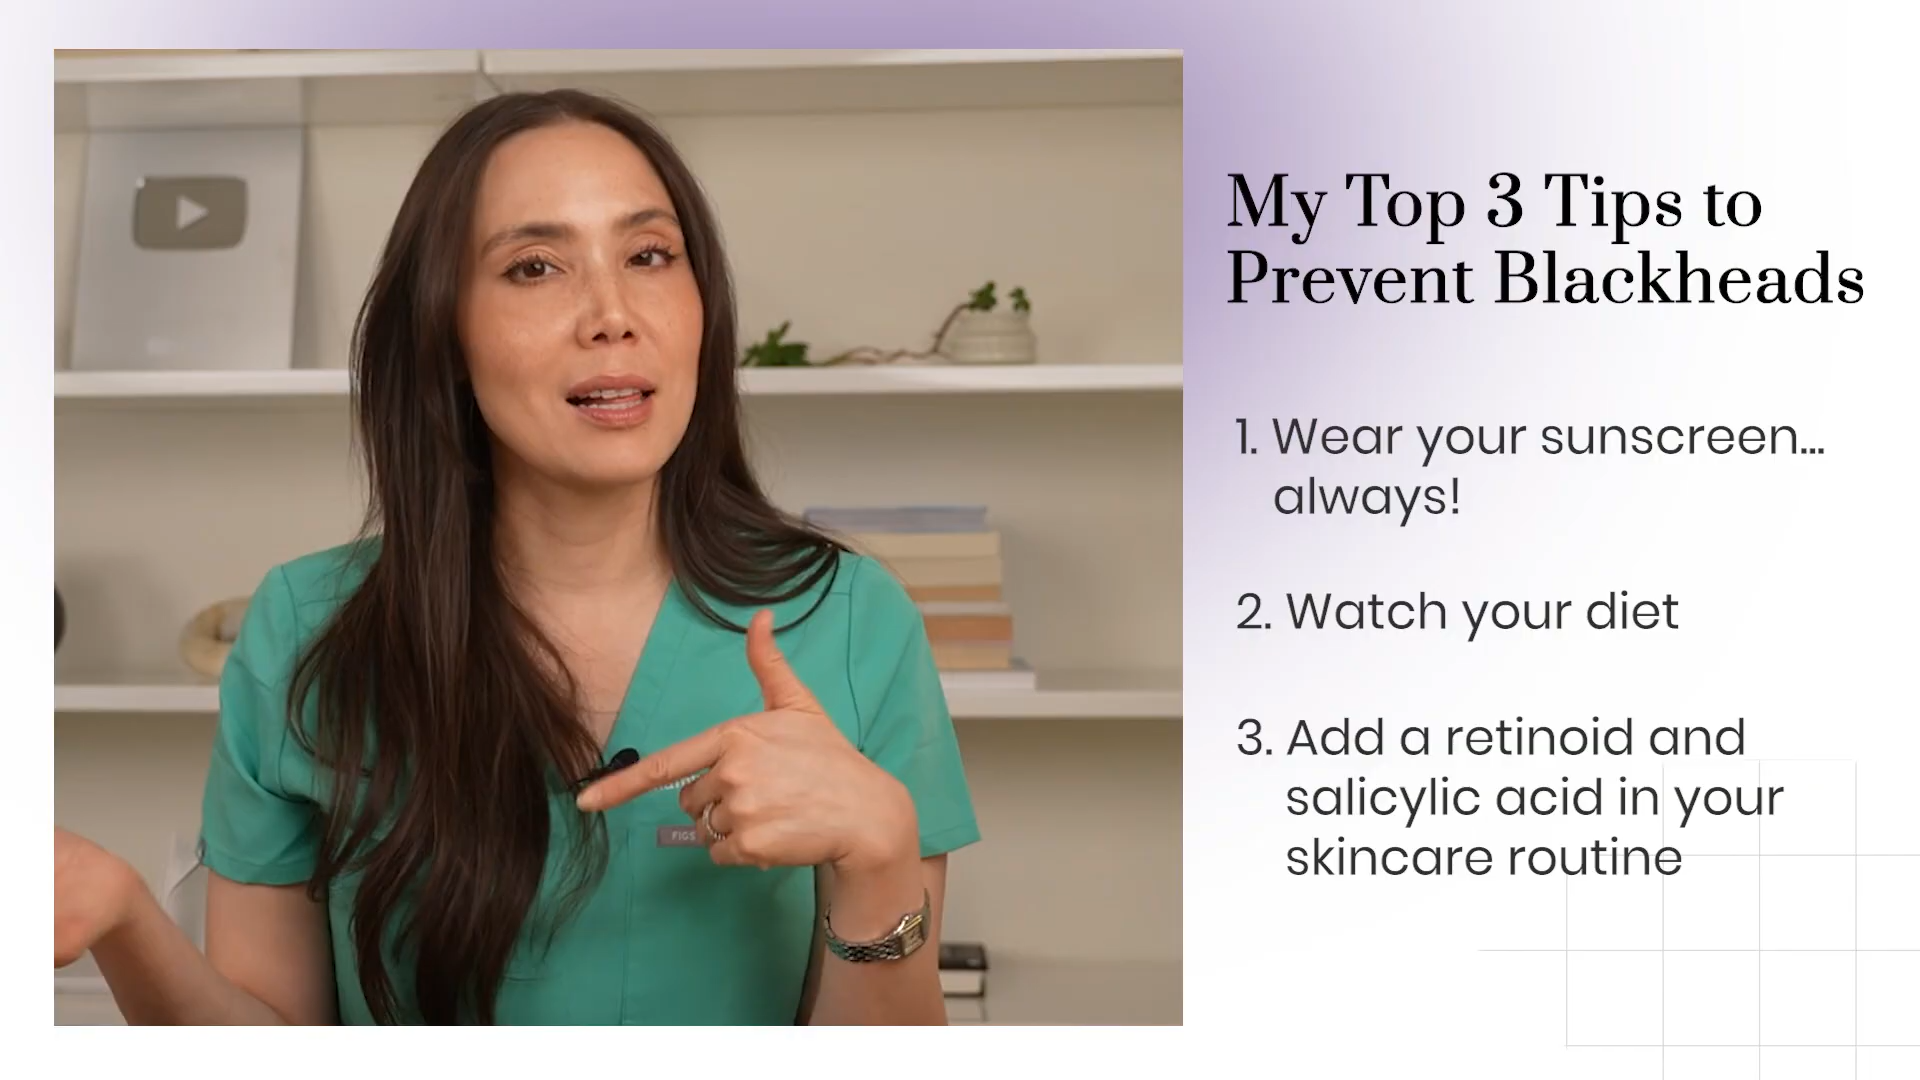 My Top 3 Tips to
Prevent Blackheads
1. Wear your sunscreen...
always!
2. Watch your diet
3. Add a retinoid and
salicylic acid in your
skincare routine
FIGS